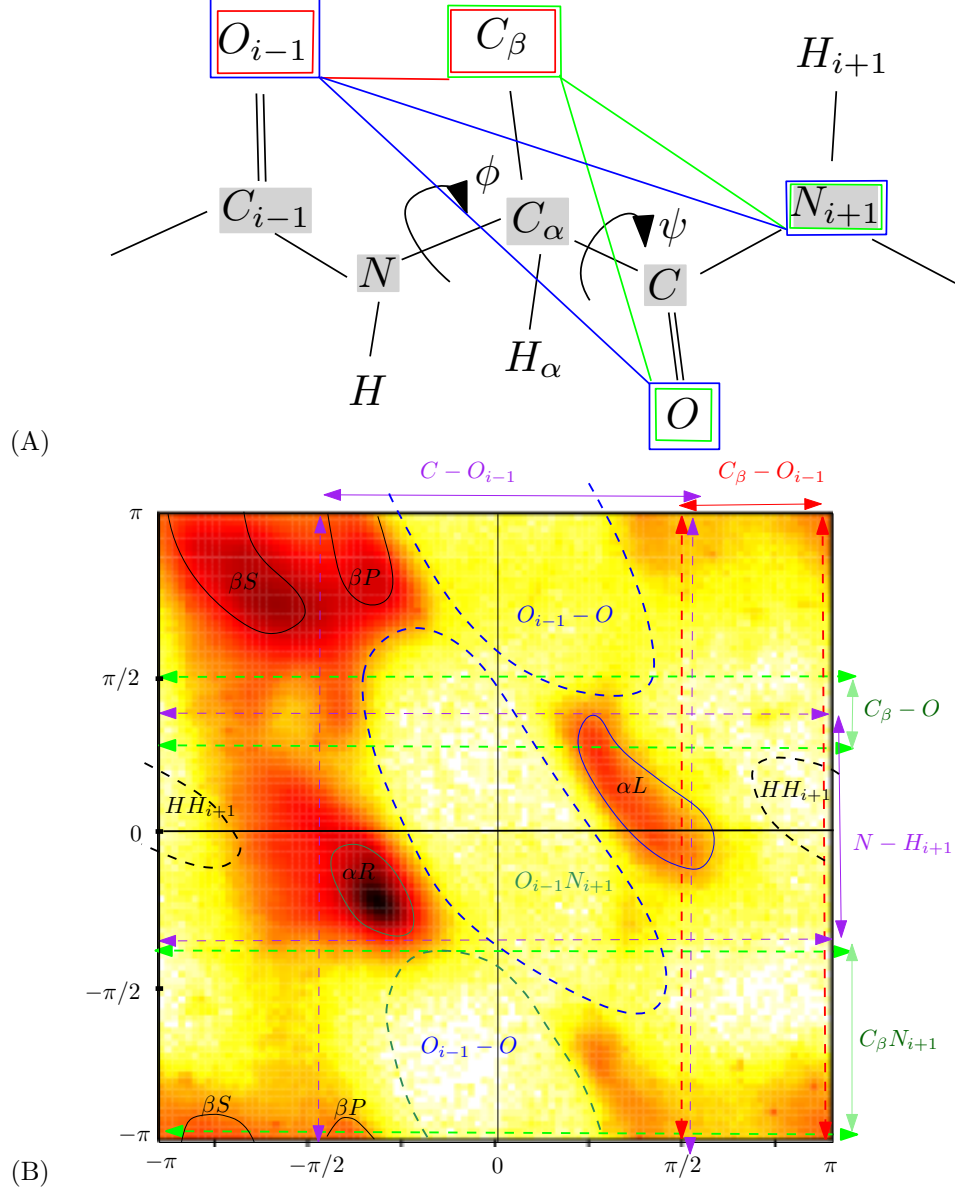 O_{i−1}
C_β
H_{i+1}
ϕ
C_{i−1}
C_α
ψ
N_{i+1}
N
C
H
H_α
O
(A)
C − O_{i−1}
C_β − O_{i−1}
π
βS
βP
O_{i−1} − O
π/2
C_β − O
αL
HH_{i+1}
HH_{i+1}
0
N − H_{i+1}
αR
O_{i−1}N_{i+1}
−π/2
O_{i−1} − O
C_βN_{i+1}
βS
βP
−π
(B)
−π
−π/2
0
π/2
π